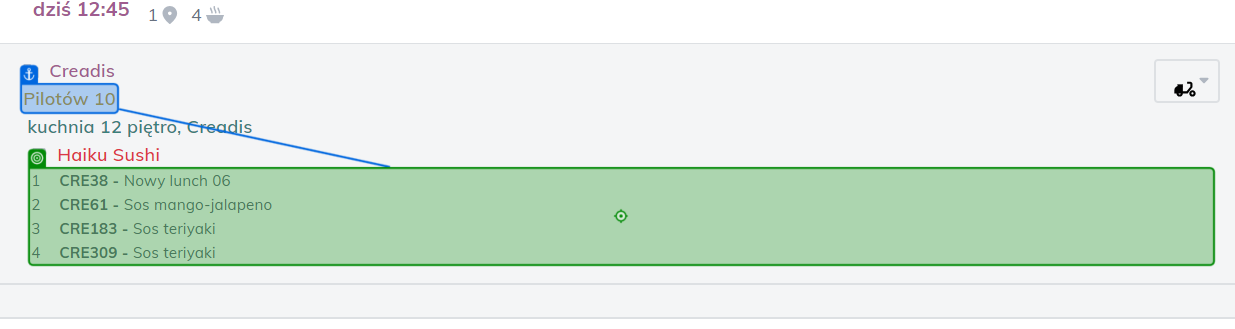 dziś 12:45 1 4
Creadis
Pilotów 10
kuchnia 12 piętro, Creadis
Haiku Sushi
1 CRE38 - Nowy lunch 06
2 CRE61 - Sos mango-jalapeno
3 CRE183 - Sos teriyaki
4 CRE309 - Sos teriyaki